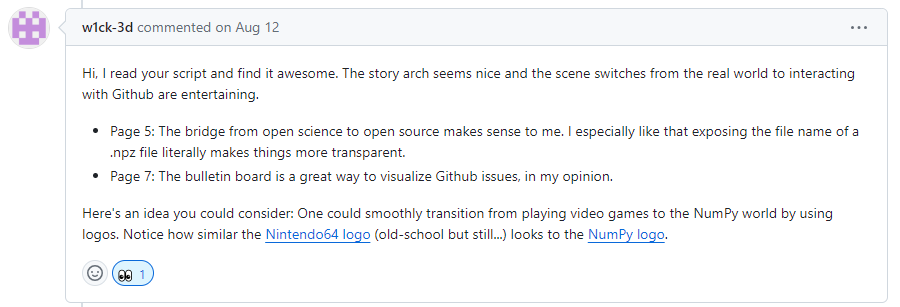 w1ck-3d commented on Aug 12
Hi, I read your script and find it awesome. The story arch seems nice and the scene switches from the real world to interacting
with Github are entertaining.
• Page 5: The bridge from open science to open source makes sense to me. I especially like that exposing the file name of a
.npz file literally makes things more transparent.
• Page 7: The bulletin board is a great way to visualize Github issues, in my opinion.
Here's an idea you could consider: One could smoothly transition from playing video games to the NumPy world by using
logos. Notice how similar the Nintendo64 logo (old-school but still...) looks to the NumPy logo.
1